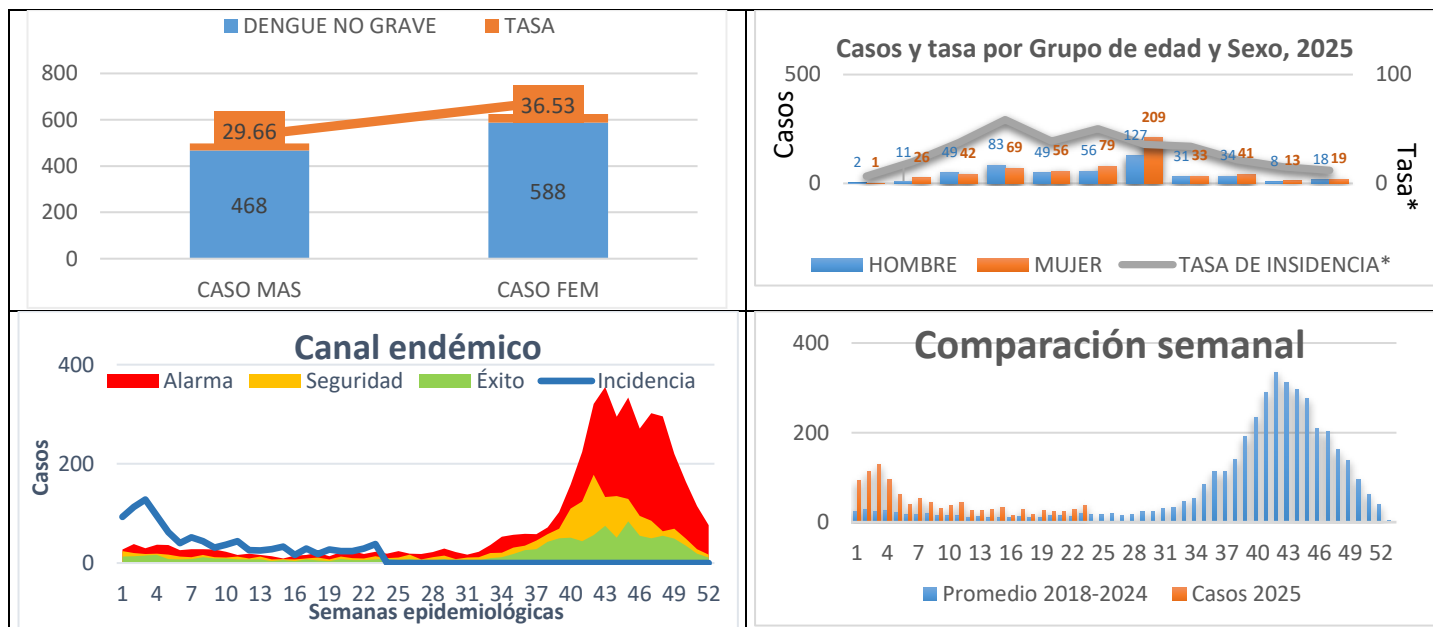 DENGUE NO GRAVE TASA
800
600
400
200
0
29.66
36.53
468
588
CASO MAS CASO FEM
Casos y tasa por Grupo de edad y Sexo, 2025
500
0
Casos
100
0
Tasa*
2 1 11 26 49 42 83 69 49 56 56 79 127 209 31 33 34 41 8 13 18 19
HOMBRE MUJER TASA DE INSIDENCIA*
Canal endémico
Alarma Seguridad Éxito Incidencia
400
200
0
Casos
1 4 7 10 13 16 19 22 25 28 31 34 37 40 43 46 49 52
Semanas epidemiológicas
Comparación semanal
400
200
0
1 4 7 10 13 16 19 22 25 28 31 34 37 40 43 46 49 52
Promedio 2018-2024 Casos 2025